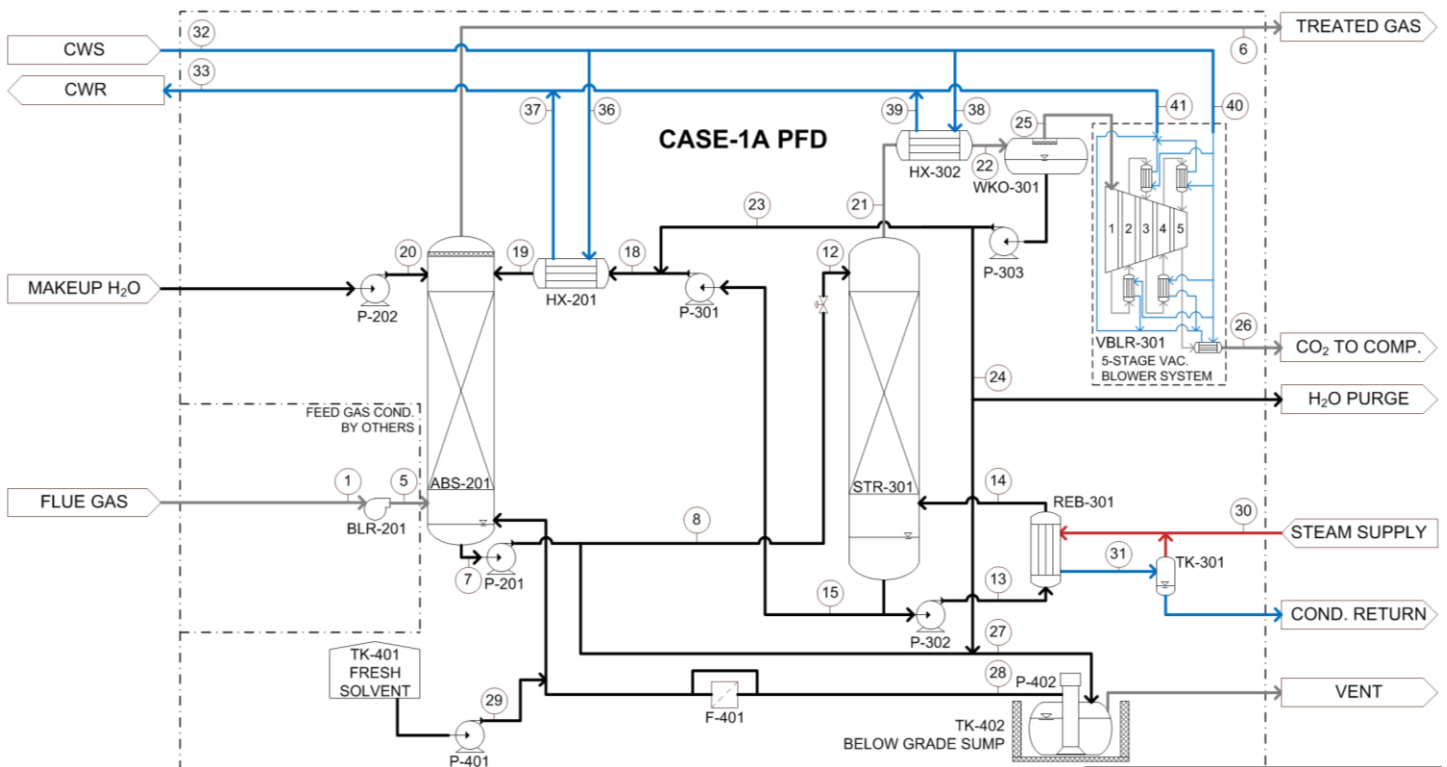 TREATED GAS
6
CWS
32
CWR
33
37
36
39
38
41
40
CASE-1A PFD
25
HX-302
22
WKO-301
21
23
1
2
3
4
5
20
19
18
12
P-303
MAKEUP H₂O
HX-201
P-202
P-301
VBLR-301
5-STAGE VAC.
BLOWER SYSTEM
26
CO₂ TO COMP.
24
H₂O PURGE
FEED GAS COND.
BY OTHERS
ABS-201
STR-301
FLUE GAS
1
5
BLR-201
14
REB-301
8
30
STEAM SUPPLY
31
TK-301
7
P-201
15
13
P-302
COND. RETURN
27
TK-401
FRESH
SOLVENT
28
P-402
VENT
29
F-401
TK-402
BELOW GRADE SUMP
P-401